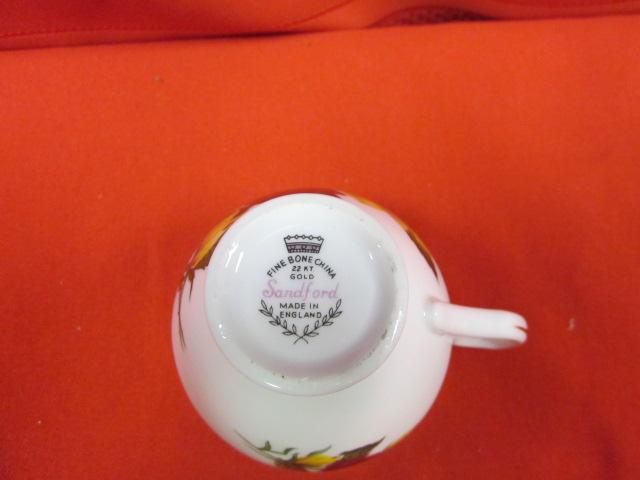 FINE BONE CHINA
22 KT
GOLD
Sandford
MADE IN
ENGLAND